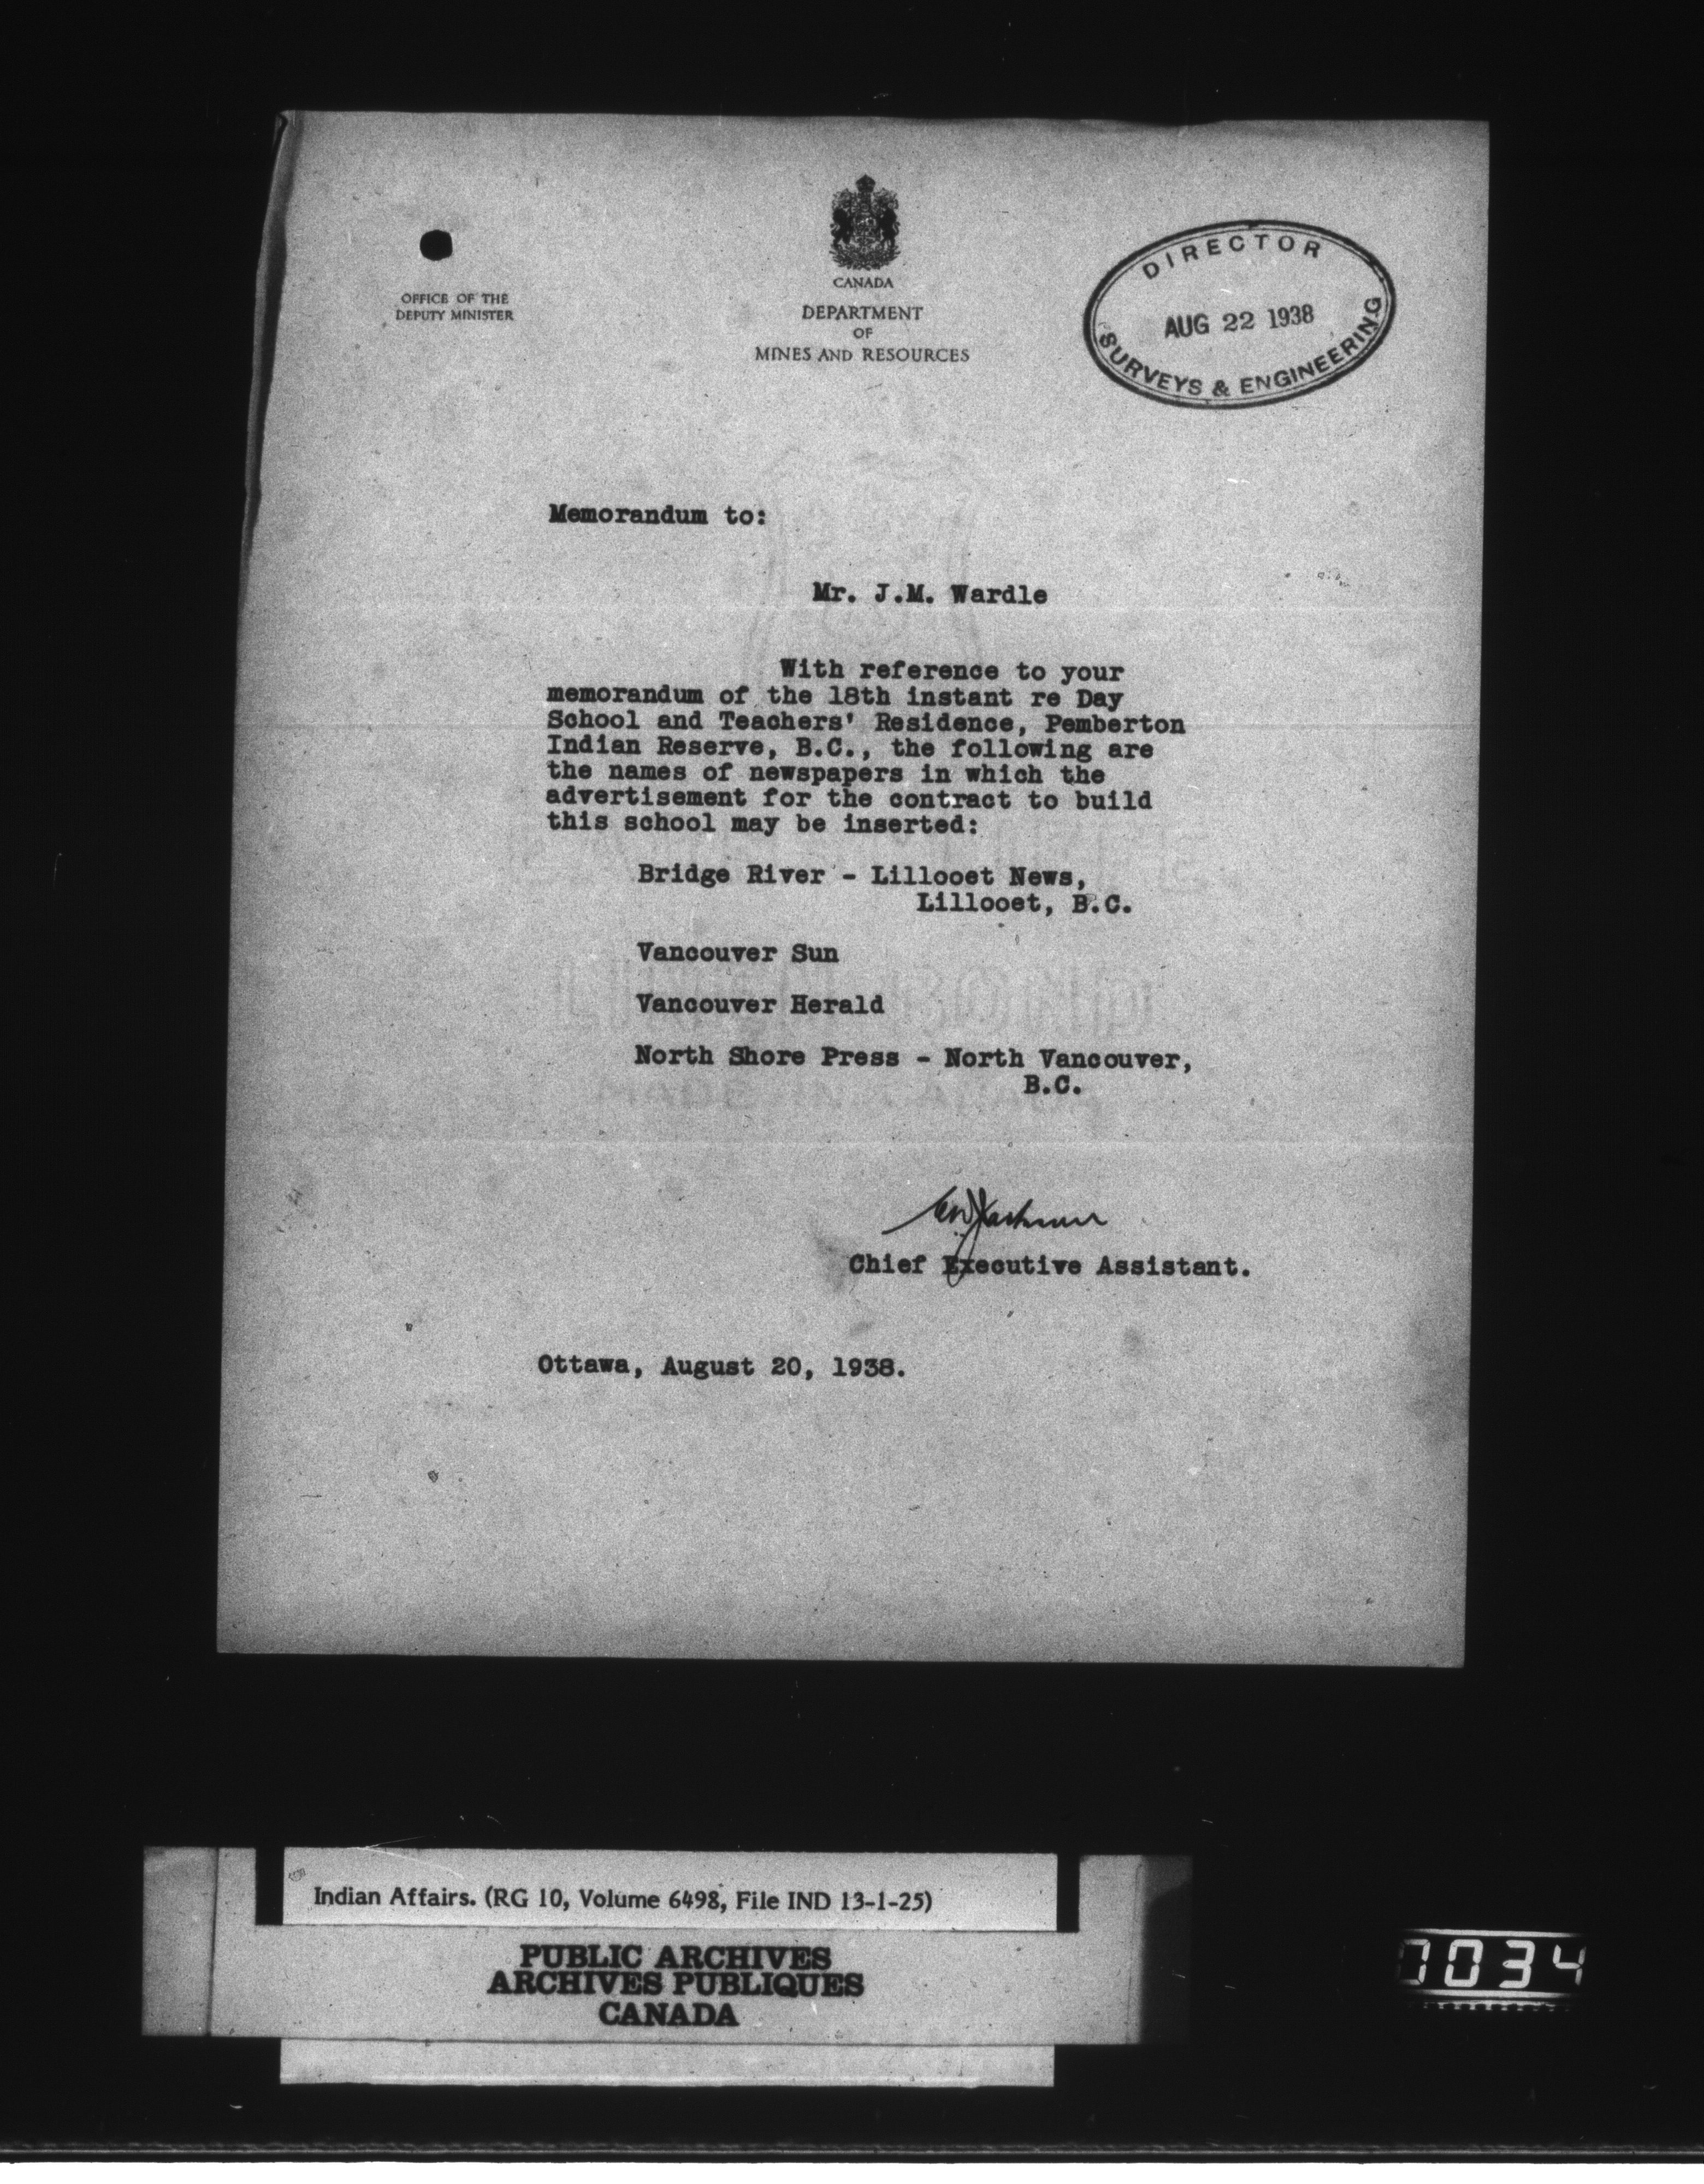 OFFICE OF THE
DEPUTY MINISTER
CANADA
DEPARTMENT
OF
MINES AND RESOURCES
DIRECTOR
AUG 22 1938
SURVEYS & ENGINEERING
Memorandum to:
Mr. J.M. Wardle
With reference to your
memorandum of the 18th instant re Day
School and Teachers' Residence, Pemberton
Indian Reserve, B.C., the following are
the names of newspapers in which the
advertisement for the contract to build
this school may be inserted:
Bridge River - Lillooet News,
Lillooet, B.C.
Vancouver Sun
Vancouver Herald
North Shore Press - North Vancouver,
B.C.
Chief Executive Assistant.
Ottawa, August 20, 1938.
Indian Affairs. (RG 10, Volume 6498, File IND 13-1-25)
PUBLIC ARCHIVES
ARCHIVES PUBLIQUES
CANADA
0034